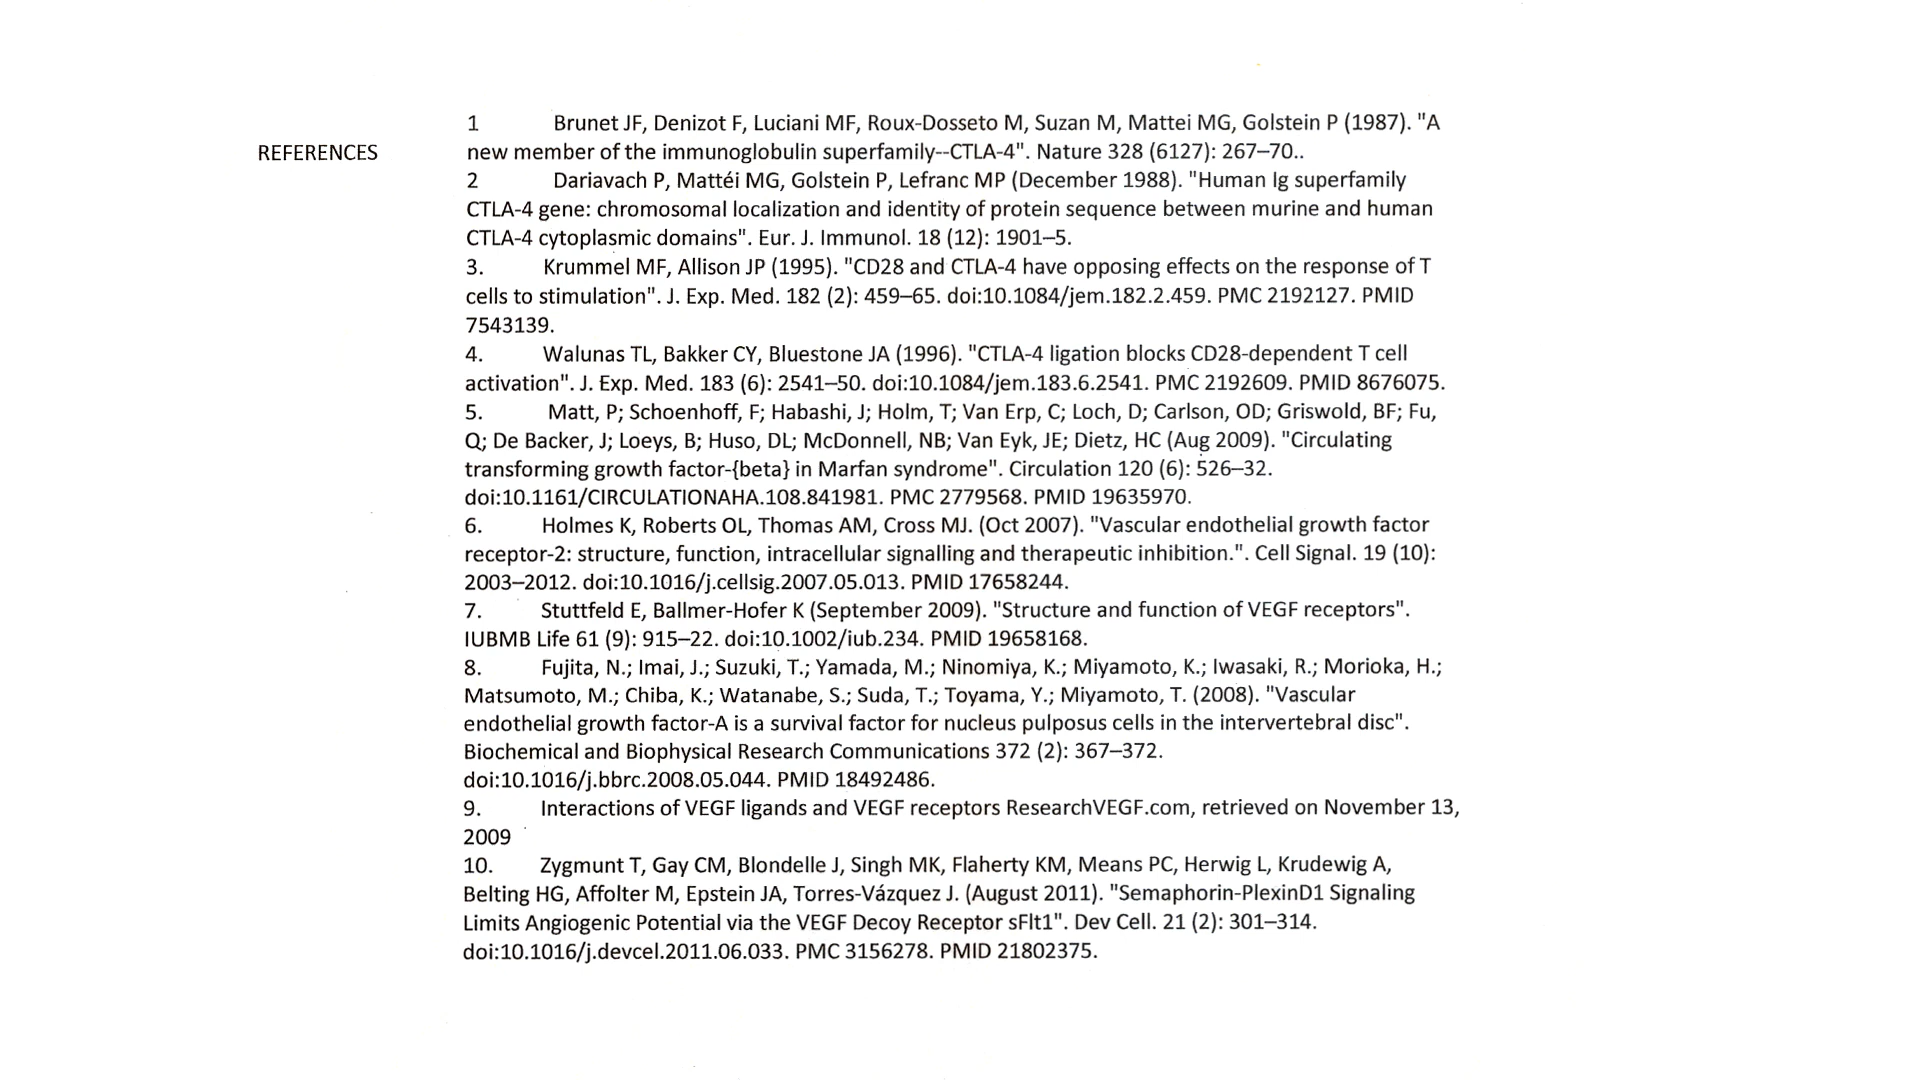 REFERENCES
1 Brunet JF, Denizot F, Luciani MF, Roux-Dosseto M, Suzan M, Mattei MG, Golstein P (1987). "A
new member of the immunoglobulin superfamily--CTLA-4". Nature 328 (6127): 267–70..
2 Dariavach P, Mattéi MG, Golstein P, Lefranc MP (December 1988). "Human Ig superfamily
CTLA-4 gene: chromosomal localization and identity of protein sequence between murine and human
CTLA-4 cytoplasmic domains". Eur. J. Immunol. 18 (12): 1901–5.
3. Krummel MF, Allison JP (1995). "CD28 and CTLA-4 have opposing effects on the response of T
cells to stimulation". J. Exp. Med. 182 (2): 459–65. doi:10.1084/jem.182.2.459. PMC 2192127. PMID
7543139.
4. Walunas TL, Bakker CY, Bluestone JA (1996). "CTLA-4 ligation blocks CD28-dependent T cell
activation". J. Exp. Med. 183 (6): 2541–50. doi:10.1084/jem.183.6.2541. PMC 2192609. PMID 8676075.
5. Matt, P; Schoenhoff, F; Habashi, J; Holm, T; Van Erp, C; Loch, D; Carlson, OD; Griswold, BF; Fu,
Q; De Backer, J; Loeys, B; Huso, DL; McDonnell, NB; Van Eyk, JE; Dietz, HC (Aug 2009). "Circulating
transforming growth factor-{beta} in Marfan syndrome". Circulation 120 (6): 526–32.
doi:10.1161/CIRCULATIONAHA.108.841981. PMC 2779568. PMID 19635970.
6. Holmes K, Roberts OL, Thomas AM, Cross MJ. (Oct 2007). "Vascular endothelial growth factor
receptor-2: structure, function, intracellular signalling and therapeutic inhibition.". Cell Signal. 19 (10):
2003–2012. doi:10.1016/j.cellsig.2007.05.013. PMID 17658244.
7. Stuttfeld E, Ballmer-Hofer K (September 2009). "Structure and function of VEGF receptors".
IUBMB Life 61 (9): 915–22. doi:10.1002/iub.234. PMID 19658168.
8. Fujita, N.; Imai, J.; Suzuki, T.; Yamada, M.; Ninomiya, K.; Miyamoto, K.; Iwasaki, R.; Morioka, H.;
Matsumoto, M.; Chiba, K.; Watanabe, S.; Suda, T.; Toyama, Y.; Miyamoto, T. (2008). "Vascular
endothelial growth factor-A is a survival factor for nucleus pulposus cells in the intervertebral disc".
Biochemical and Biophysical Research Communications 372 (2): 367–372.
doi:10.1016/j.bbrc.2008.05.044. PMID 18492486.
9. Interactions of VEGF ligands and VEGF receptors ResearchVEGF.com, retrieved on November 13,
2009
10. Zygmunt T, Gay CM, Blondelle J, Singh MK, Flaherty KM, Means PC, Herwig L, Krudewig A,
Belting HG, Affolter M, Epstein JA, Torres-Vázquez J. (August 2011). "Semaphorin-PlexinD1 Signaling
Limits Angiogenic Potential via the VEGF Decoy Receptor sFlt1". Dev Cell. 21 (2): 301–314.
doi:10.1016/j.devcel.2011.06.033. PMC 3156278. PMID 21802375.